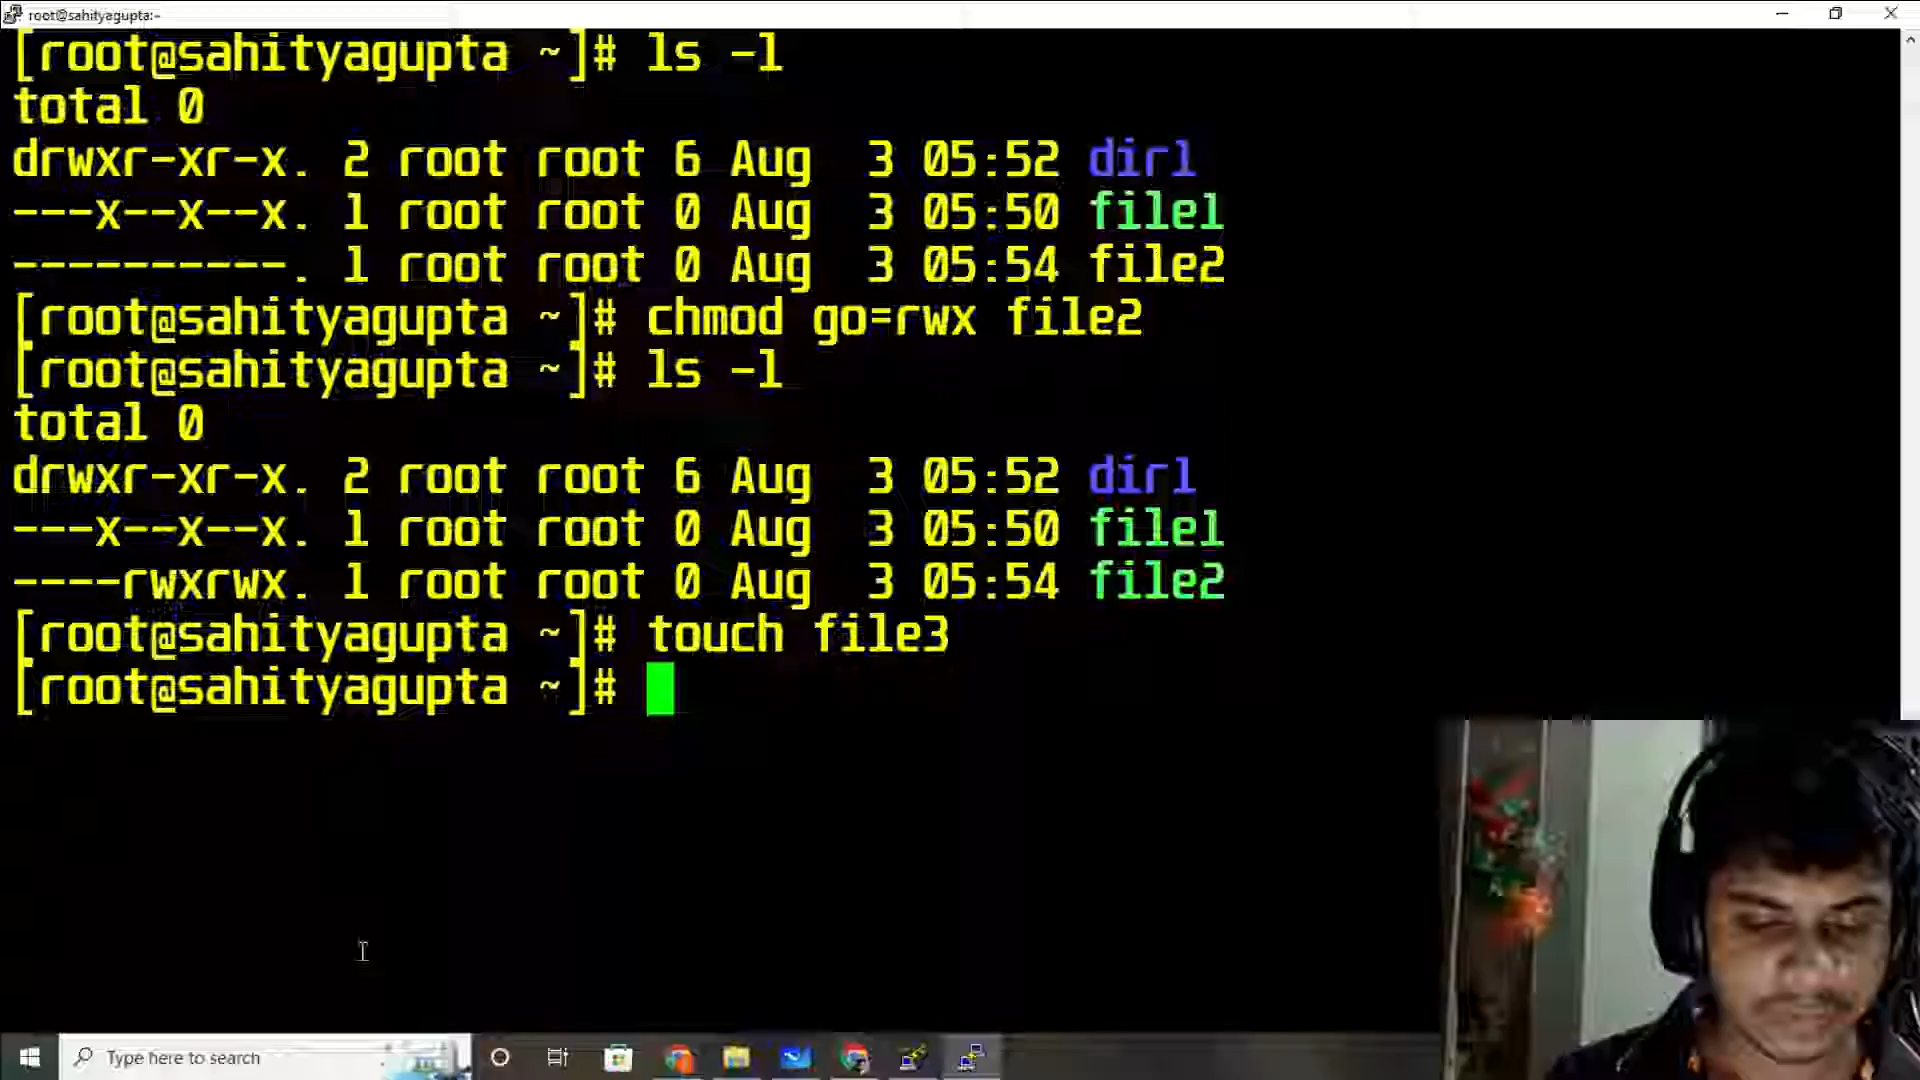 root@sahityagupta:~
[root@sahityagupta ~]# ls -l
total 0
drwxr-xr-x. 2 root root 6 Aug  3 05:52 dir1
---x--x--x. 1 root root 0 Aug  3 05:50 file1
----------. 1 root root 0 Aug  3 05:54 file2
[root@sahityagupta ~]# chmod go=rwx file2
[root@sahityagupta ~]# ls -l
total 0
drwxr-xr-x. 2 root root 6 Aug  3 05:52 dir1
---x--x--x. 1 root root 0 Aug  3 05:50 file1
----rwxrwx. 1 root root 0 Aug  3 05:54 file2
[root@sahityagupta ~]# touch file3
[root@sahityagupta ~]#
Type here to search